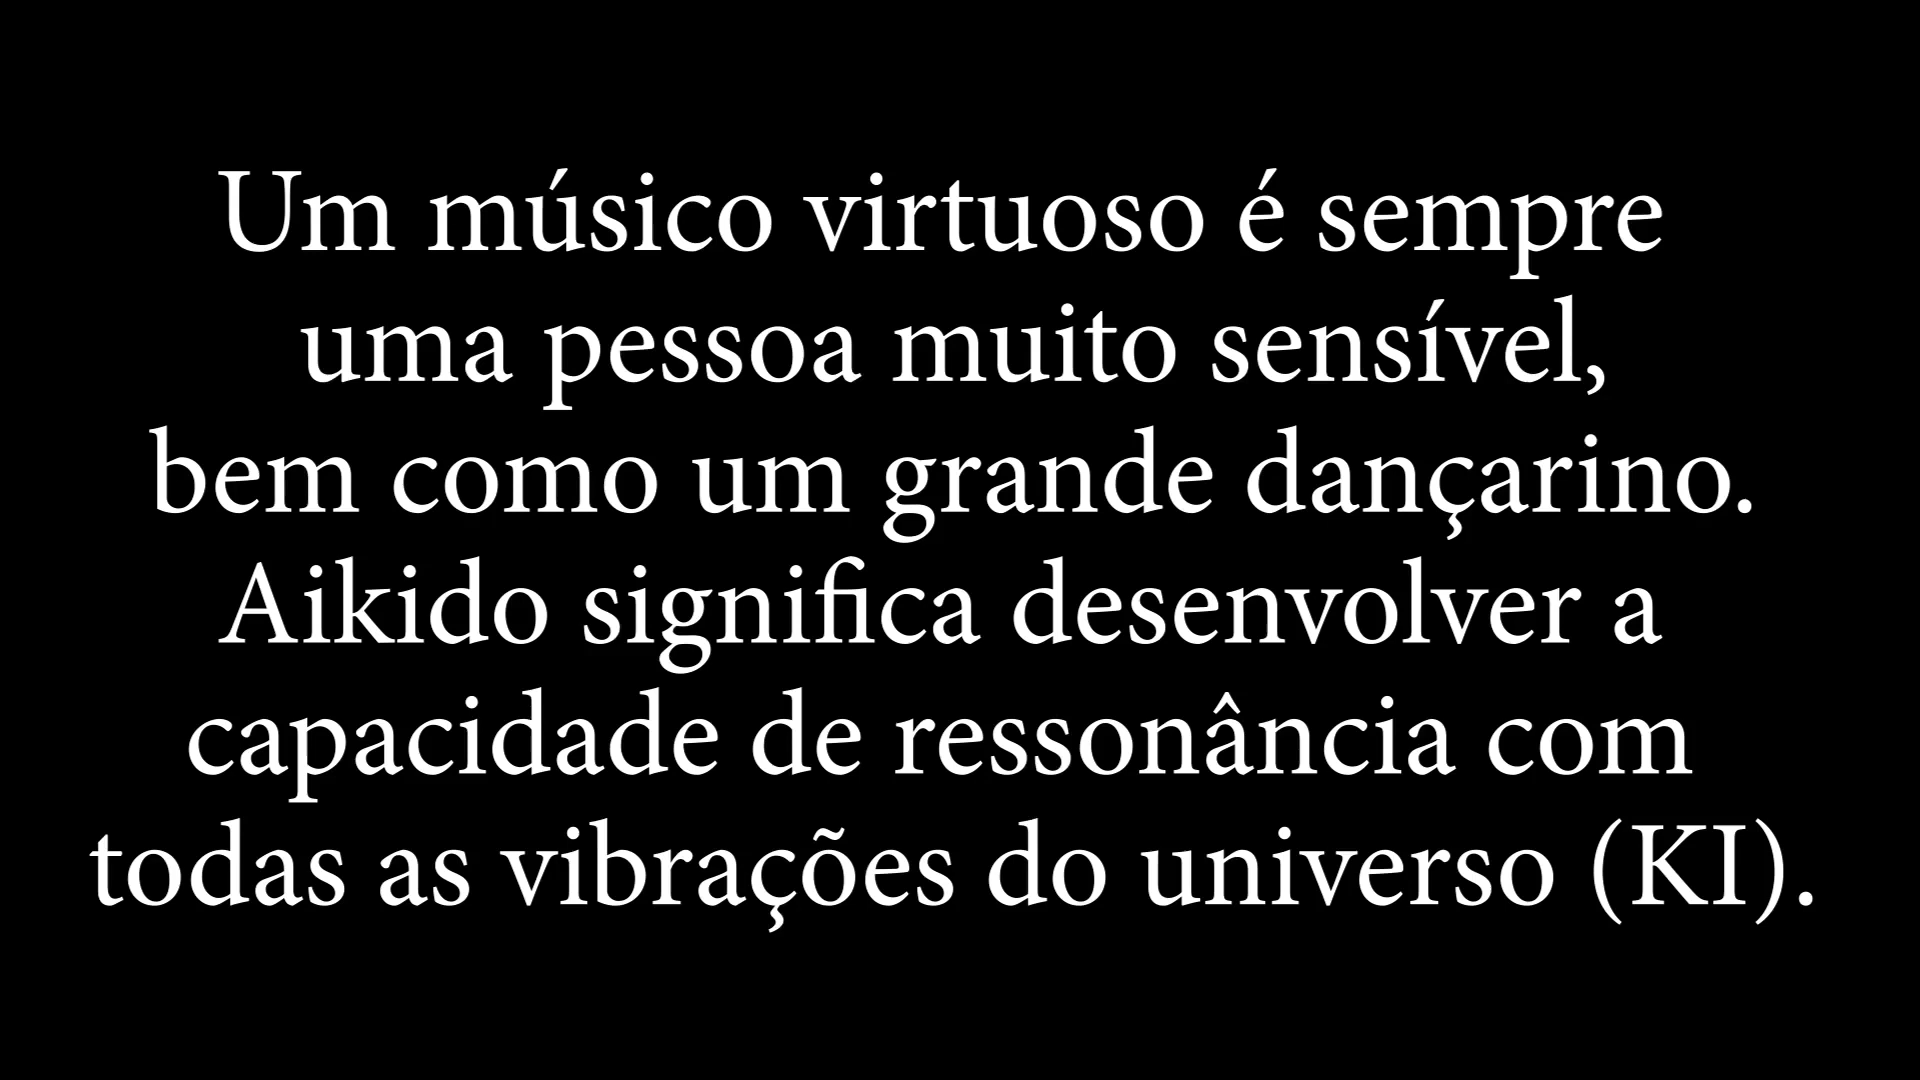 Um músico virtuoso é sempre
uma pessoa muito sensível,
bem como um grande dançarino.
Aikido significa desenvolver a
capacidade de ressonância com
todas as vibrações do universo (KI).